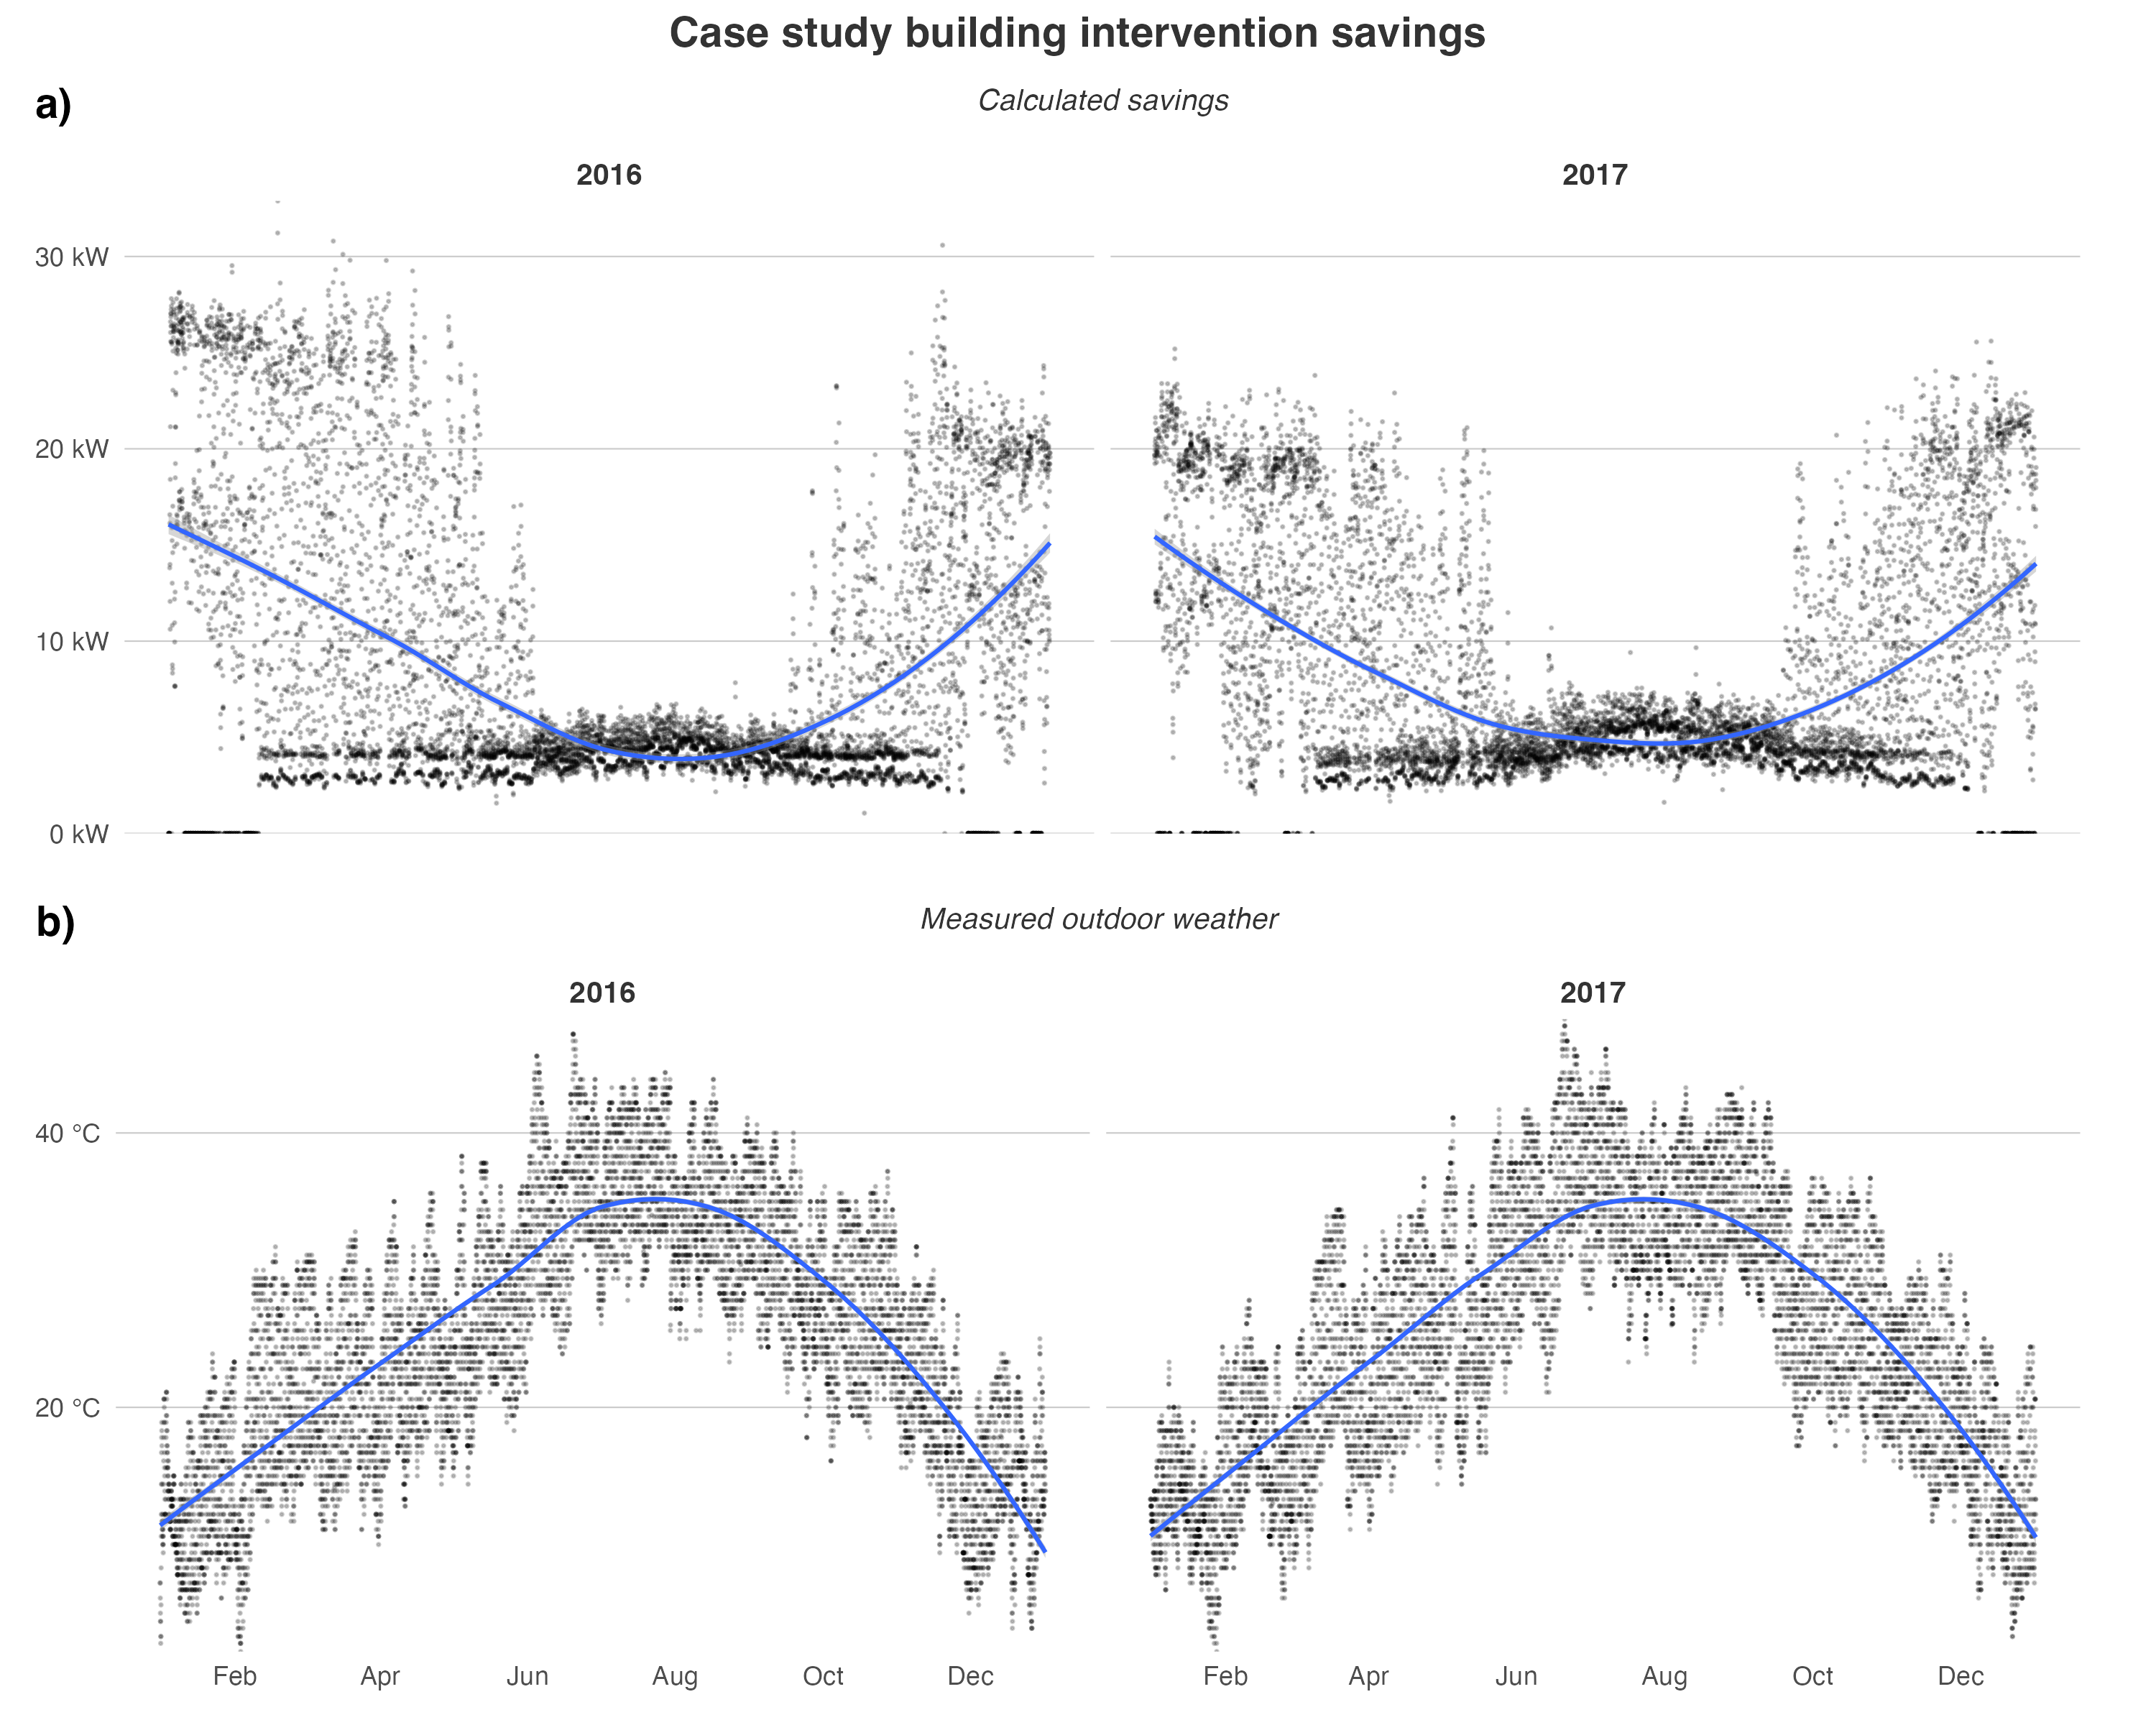 Case study building intervention savings
a)
Calculated savings
2016 2017
30 kW
20 kW
10 kW
0 kW
b)
Measured outdoor weather
2016 2017
40 °C
20 °C
Feb Apr Jun Aug Oct Dec Feb Apr Jun Aug Oct Dec